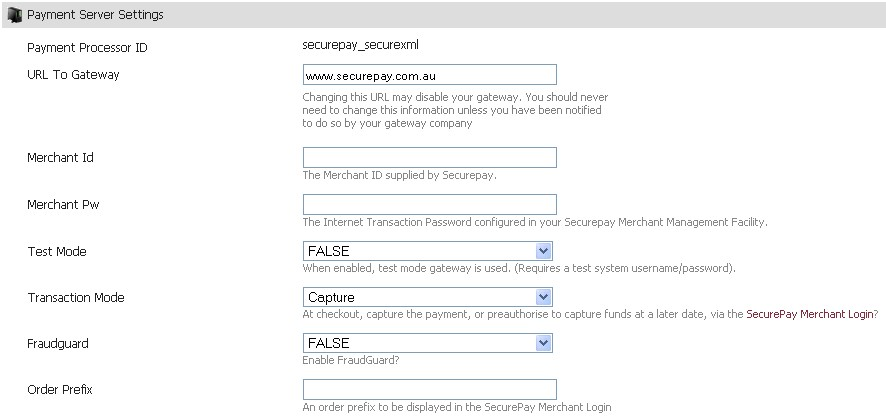 Payment Server Settings
Payment Processor ID
securepay_securexml
URL To Gateway
www.securepay.com.au
Changing this URL may disable your gateway. You should never
need to change this information unless you have been notified
to do so by your gateway company
Merchant Id
The Merchant ID supplied by Securepay.
Merchant Pw
The Internet Transaction Password configured in your Securepay Merchant Management Facility.
Test Mode
FALSE
When enabled, test mode gateway is used. (Requires a test system username/password).
Transaction Mode
Capture
At checkout, capture the payment, or preauthorise to capture funds at a later date, via the SecurePay Merchant Login?
Fraudguard
FALSE
Enable FraudGuard?
Order Prefix
An order prefix to be displayed in the SecurePay Merchant Login